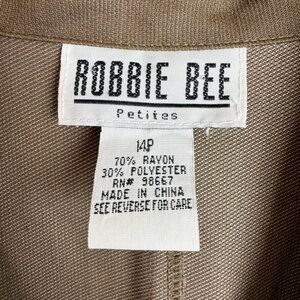 ROBBIE BEE
Petites
14P
70% RAYON
30% POLYESTER
RN# 98667
MADE IN CHINA
SEE REVERSE FOR CARE